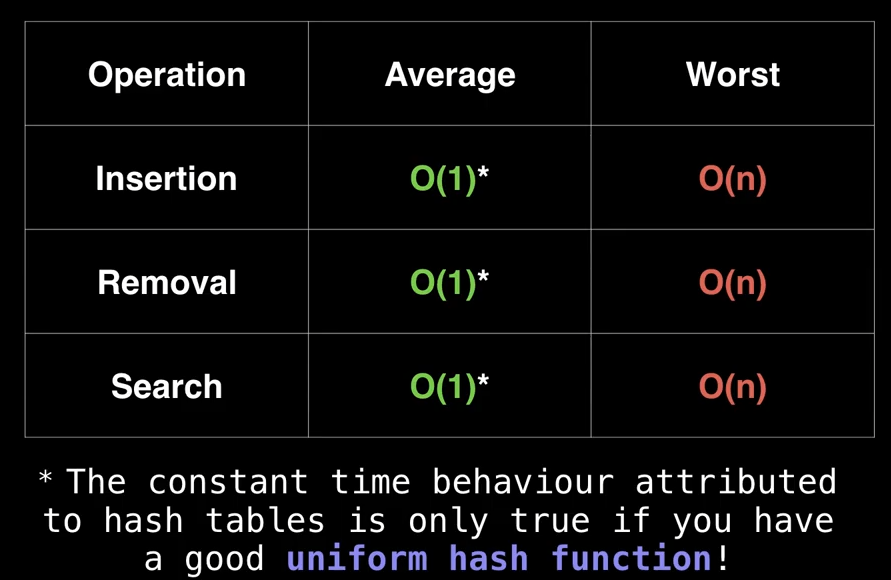 Operation Average Worst
Insertion O(1)* O(n)
Removal O(1)* O(n)
Search O(1)* O(n)
* The constant time behaviour attributed
to hash tables is only true if you have
a good uniform hash function!